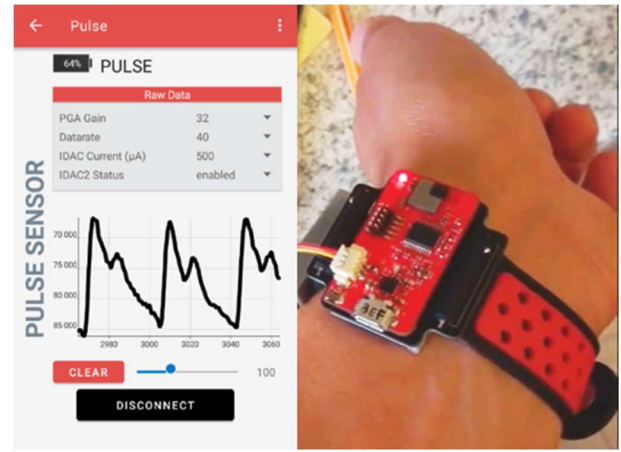 Pulse
64% PULSE
Raw Data
PGA Gain 32
Datarate 40
IDAC Current (µA) 500
IDAC2 Status enabled
PULSE SENSOR
70 000
75 000
80 000
85 000
2980 3000 3020 3040 3060
CLEAR 100
DISCONNECT